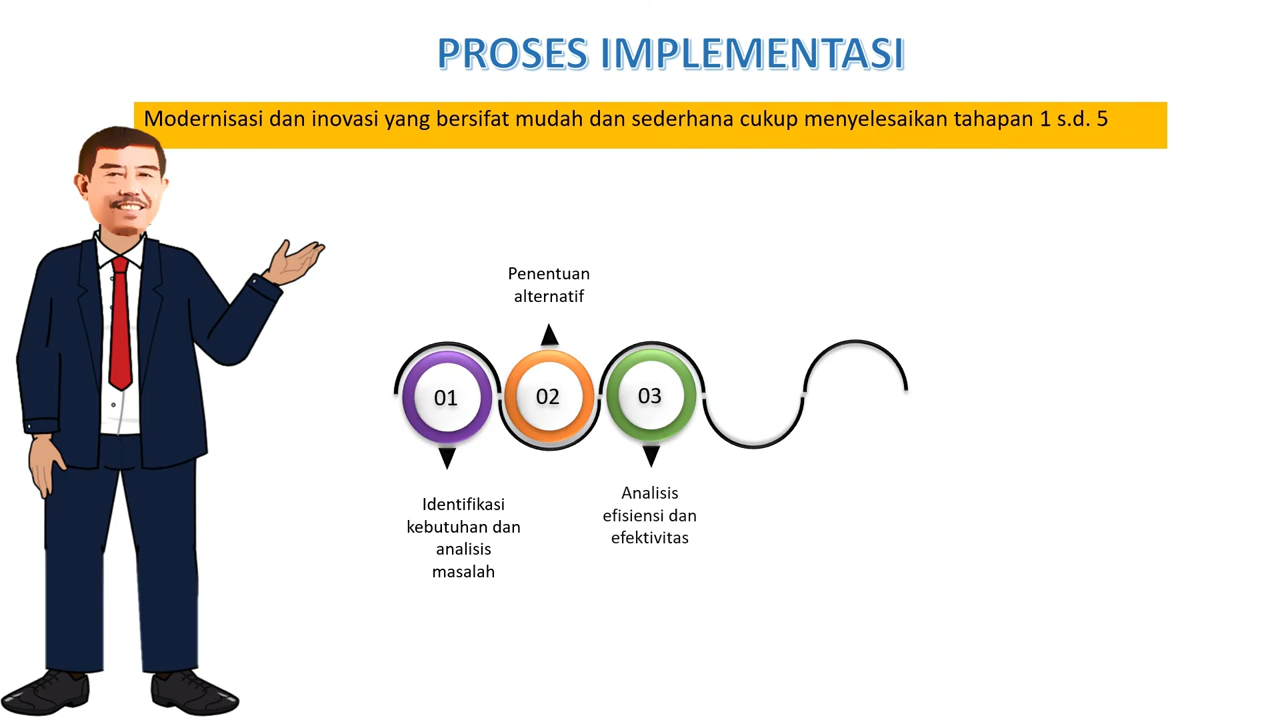 PROSES IMPLEMENTASI
Modernisasi dan inovasi yang bersifat mudah dan sederhana cukup menyelesaikan tahapan 1 s.d. 5
Penentuan
alternatif
01
02
03
Identifikasi
kebutuhan dan
analisis
masalah
Analisis
efisiensi dan
efektivitas